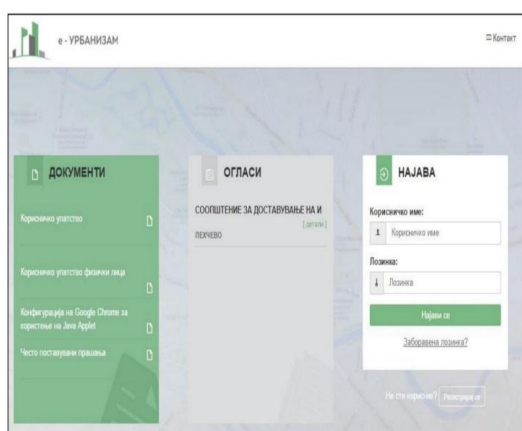 е - УРБАНИЗАМ
Контакт
ДОКУМЕНТИ
Корисничко упатство
Корисничко упатство физички лица
Конфигурација на Google Chrome за
користење на Java Applet
Често поставувани прашања
ОГЛАСИ
СООПШТЕНИЕ ЗА ДОСТАВУВАЊЕ НА И
[ детали ]
ПЕХЧЕВО
НАЈАВА
Корисничко име:
Корисничко име
Лозинка:
Лозинка
Најави се
Заборавена лозинка?
Не сте корисник? Регистрирај се